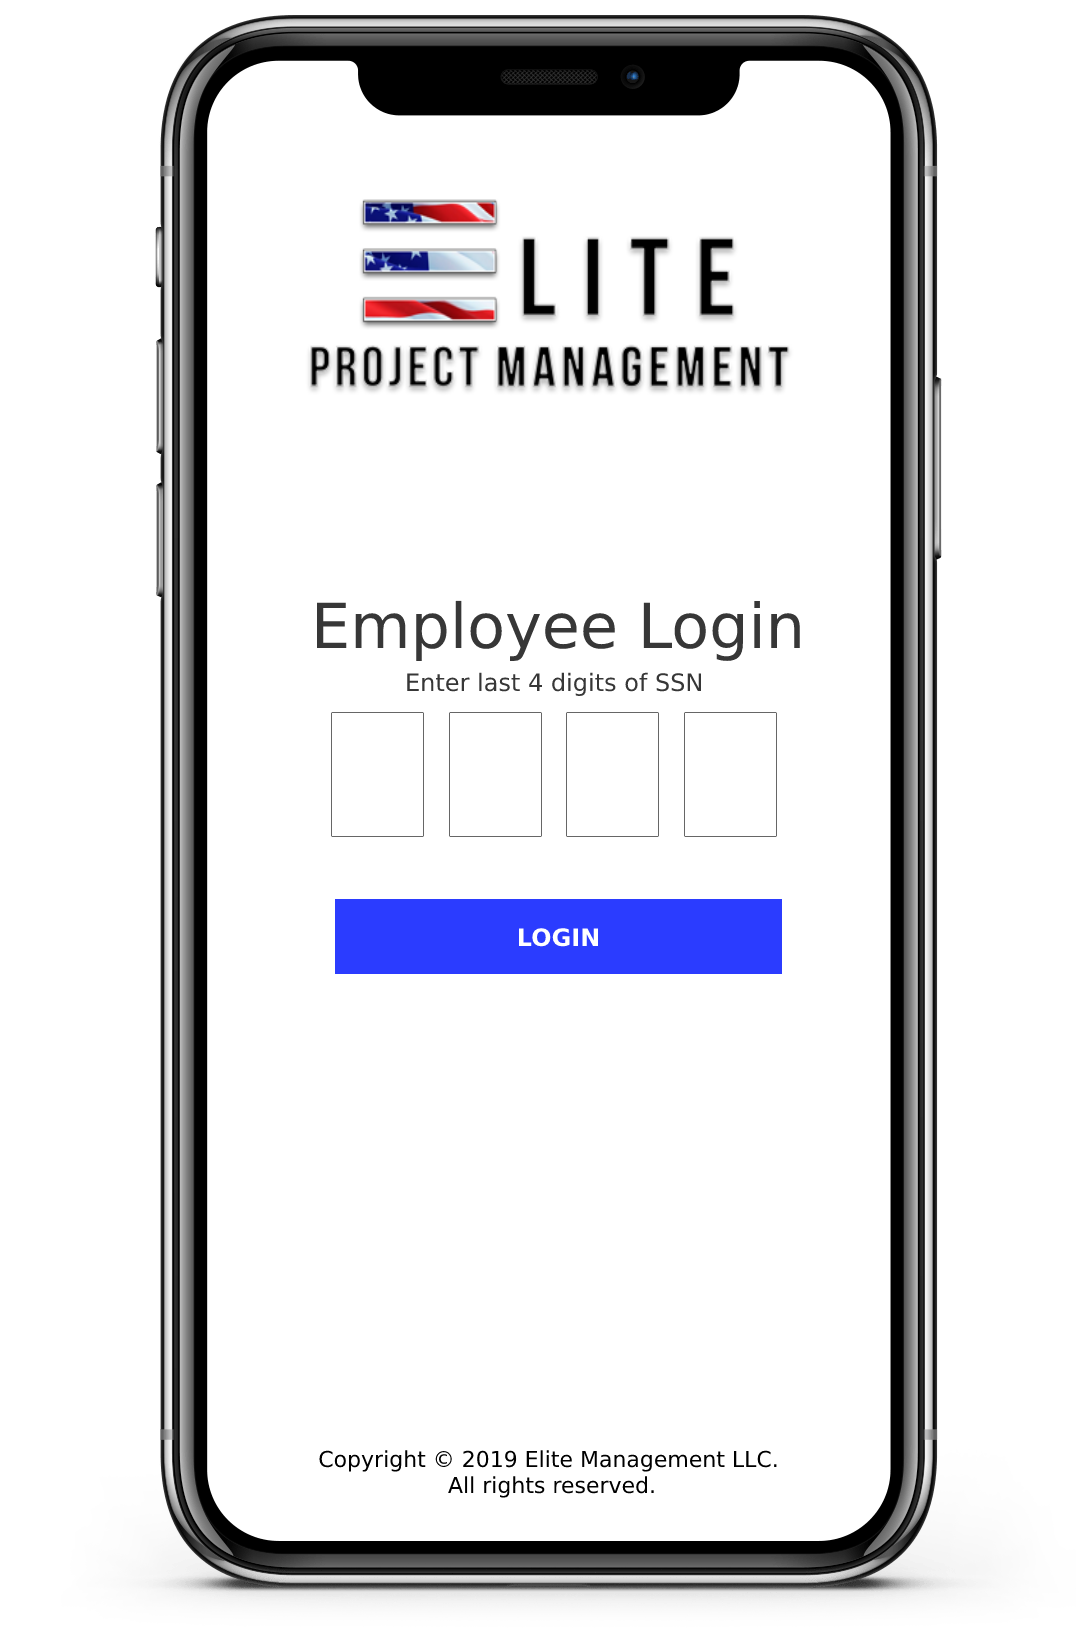 ELITE
PROJECT MANAGEMENT
Employee Login
Enter last 4 digits of SSN
LOGIN
Copyright © 2019 Elite Management LLC.
All rights reserved.